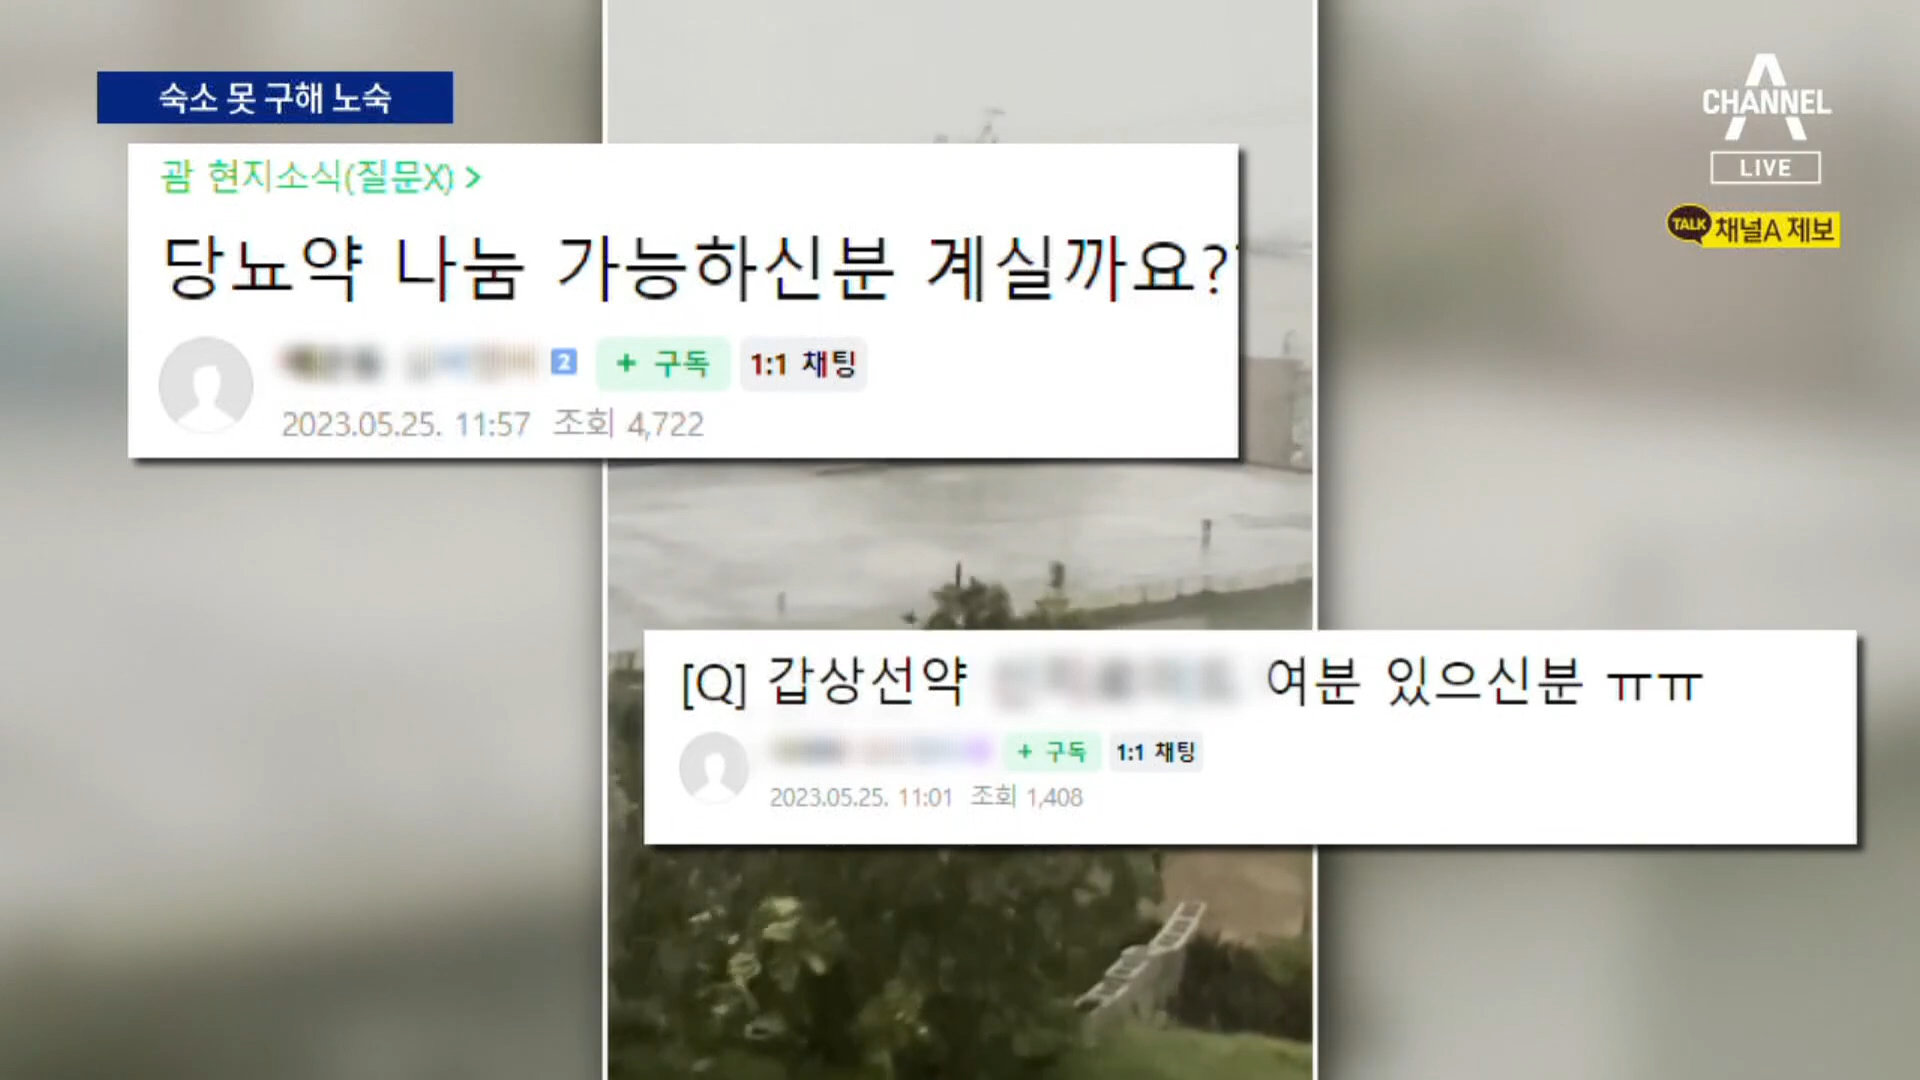 숙소 못 구해 노숙
CHANNEL A
LIVE
TALK 채널A 제보
괌 현지소식(질문X) >
당뇨약 나눔 가능하신분 계실까요?
2 + 구독 1:1 채팅
2023.05.25. 11:57 조회 4,722
[Q] 갑상선약 여분 있으신분 ㅠㅠ
+ 구독 1:1 채팅
2023.05.25. 11:01 조회 1,408